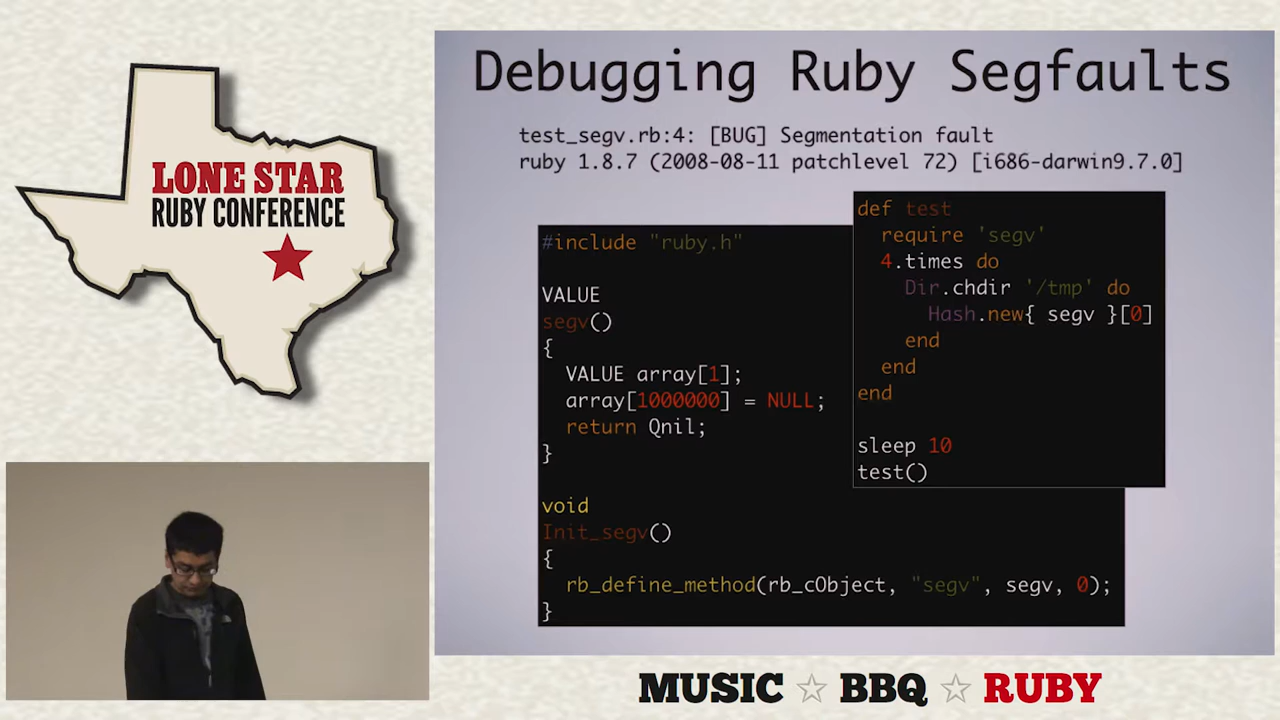 LONE STAR
RUBY CONFERENCE
Debugging Ruby Segfaults
test_segv.rb:4: [BUG] Segmentation fault
ruby 1.8.7 (2008-08-11 patchlevel 72) [i686-darwin9.7.0]
#include "ruby.h"

VALUE
segv()
{
  VALUE array[1];
  array[1000000] = NULL;
  return Qnil;
}

void
Init_segv()
{
  rb_define_method(rb_cObject, "segv", segv, 0);
}
def test
  require 'segv'
  4.times do
    Dir.chdir '/tmp' do
      Hash.new{ segv }[0]
    end
  end
end

sleep 10
test()
MUSIC ☆ BBQ ☆ RUBY